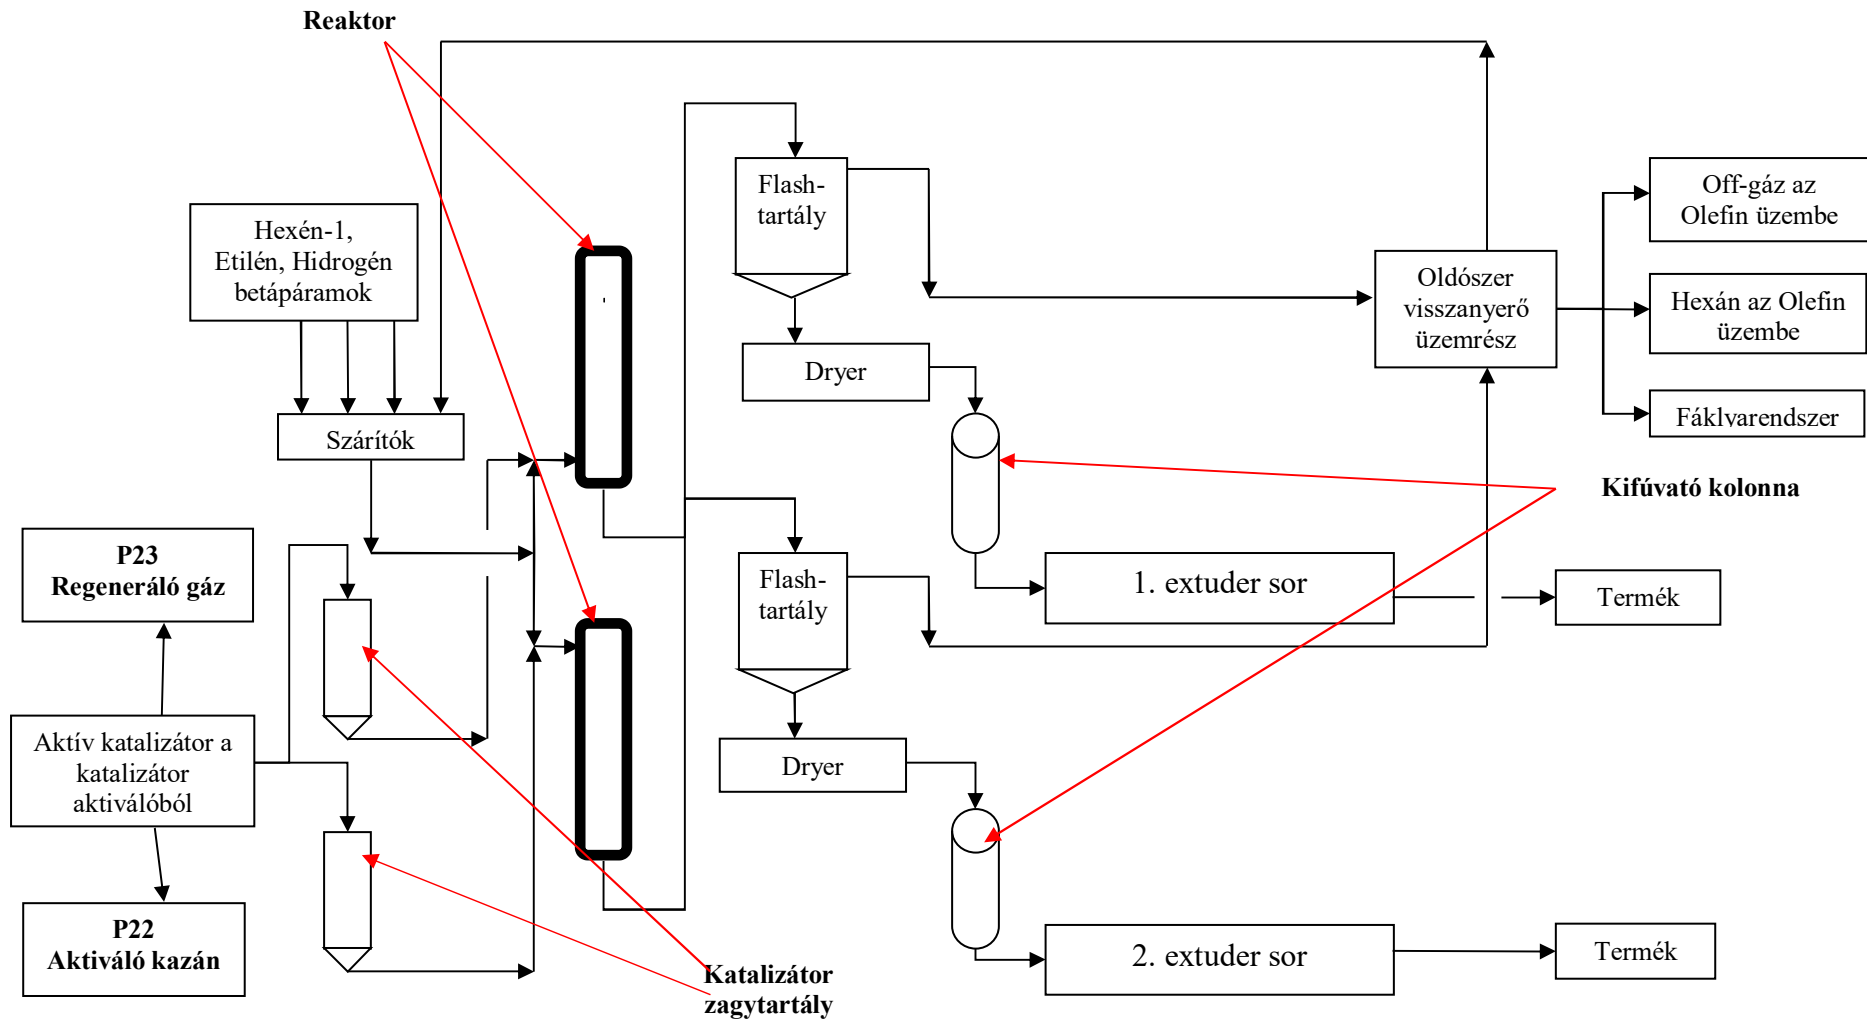 Reaktor
Flash-
tartály
Off-gáz az
Olefin üzembe
Hexén-1,
Etilén, Hidrogén
betápáramok
Oldószer
visszanyerő
üzemrész
Hexán az Olefin
üzembe
Dryer
Fáklvarendszer
Szárítók
Kifúvató kolonna
P23
Regeneráló gáz
Flash-
tartály
1. extuder sor
Termék
Aktív katalizátor a
katalizátor
aktiválóból
Dryer
P22
Aktiváló kazán
2. extuder sor
Termék
Katalizátor
zagytartály